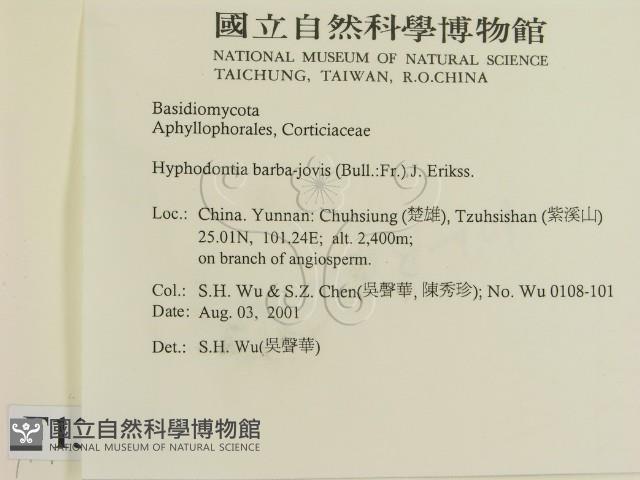 國立自然科學博物館
NATIONAL MUSEUM OF NATURAL SCIENCE
TAICHUNG, TAIWAN, R.O.CHINA
Basidiomycota
Aphyllophorales, Corticiaceae
Hyphodontia barba-jovis (Bull.:Fr.) J. Erikss.
Loc.: China. Yunnan: Chuhsiung (楚雄), Tzuhsishan (紫溪山)
25.01N, 101.24E; alt. 2,400m;
on branch of angiosperm.
Col.: S.H. Wu & S.Z. Chen(吳聲華, 陳秀珍); No. Wu 0108-101
Date: Aug. 03, 2001
Det.: S.H. Wu(吳聲華)
國立自然科學博物館
NATIONAL MUSEUM OF NATURAL SCIENCE